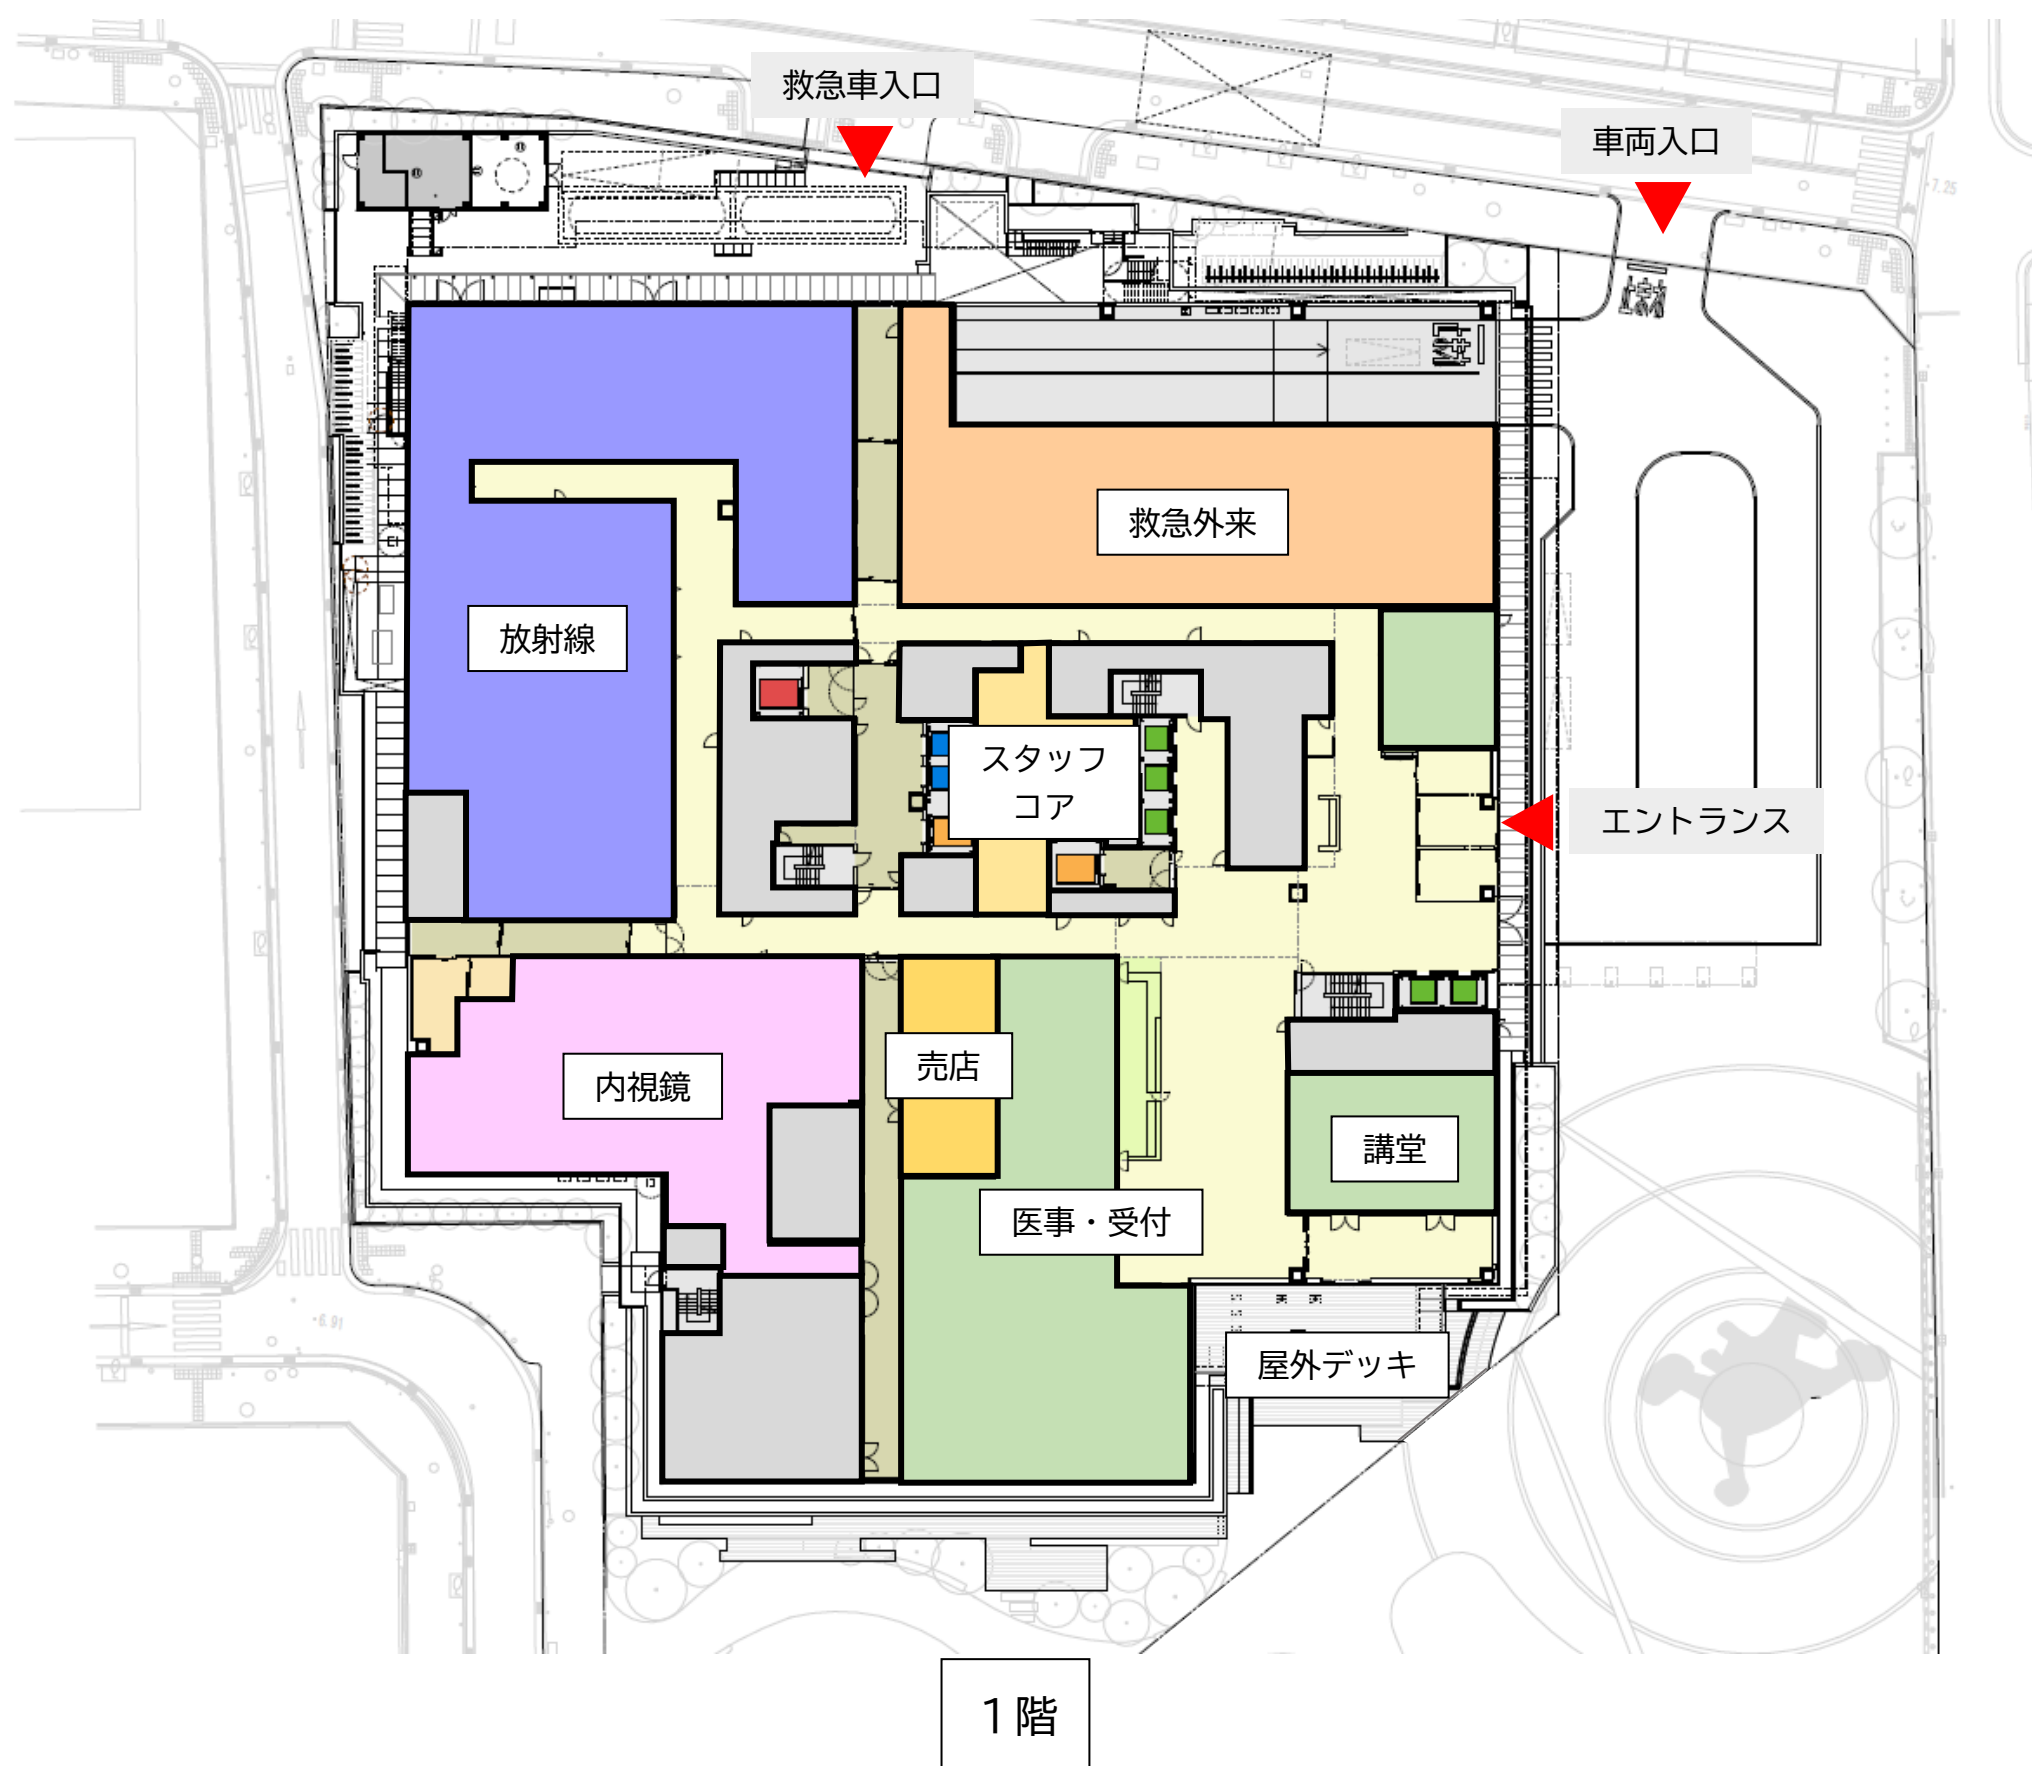 救急車入口
車両入口
救急外来
放射線
スタッフ
コア
エントランス
売店
内視鏡
講堂
医事・受付
屋外デッキ
１階